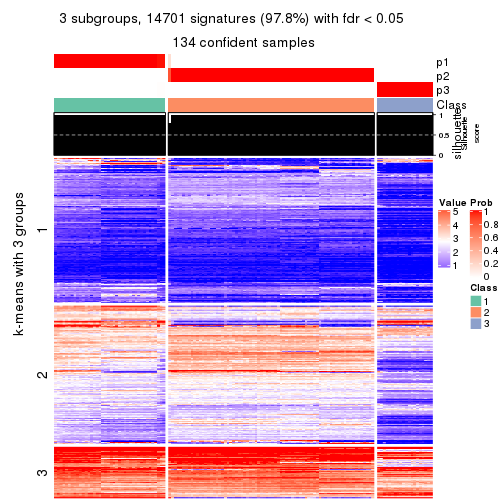 3 subgroups, 14701 signatures (97.8%) with fdr < 0.05
134 confident samples
p1
p2
p3
Class
1
0.5
0
silhouette
Silhouette
score
k-means with 3 groups
1
2
3
Value
5
4
3
2
1
Prob
1
0.8
0.6
0.4
0.2
0
Class
1
2
3